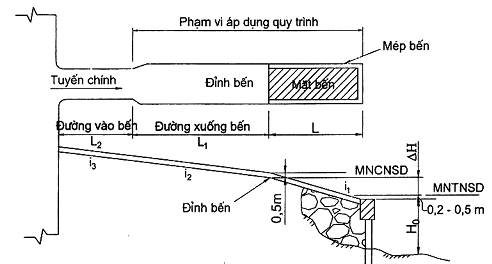 Phạm vi áp dụng quy trình
Mép bến
Tuyến chính
Đỉnh bến
Mặt bến
Đường vào bến
Đường xuống bến
L
L₂
L₁
ΔH
MNCNSD
i₃
i₂
i₁
MNTNSD
Đỉnh bến
0,5m
0,2 - 0,5 m
H₀